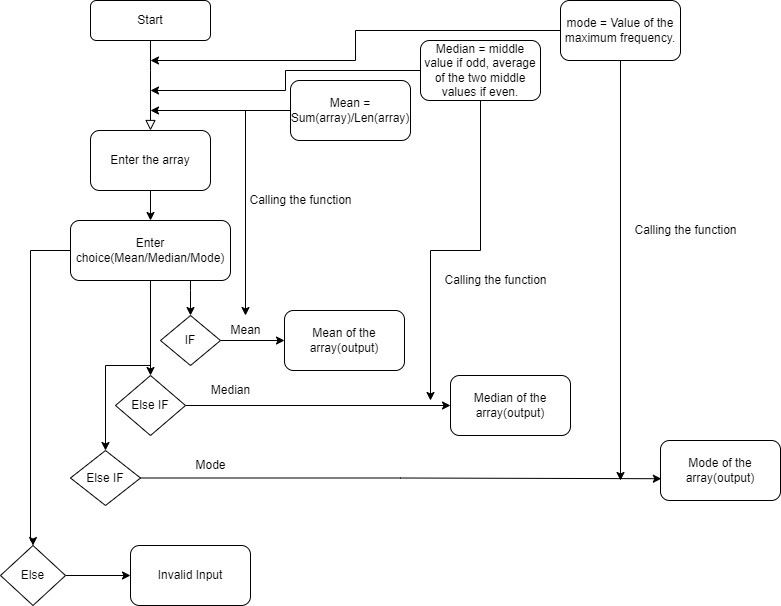 Start
mode = Value of the
maximum frequency.
Median = middle
value if odd, average
of the two middle
values if even.
Mean =
Sum(array)/Len(array)
Enter the array
Calling the function
Enter
choice(Mean/Median/Mode)
Calling the function
Calling the function
IF
Mean
Mean of the
array(output)
Else IF
Median
Median of the
array(output)
Else IF
Mode
Mode of the
array(output)
Else
Invalid Input